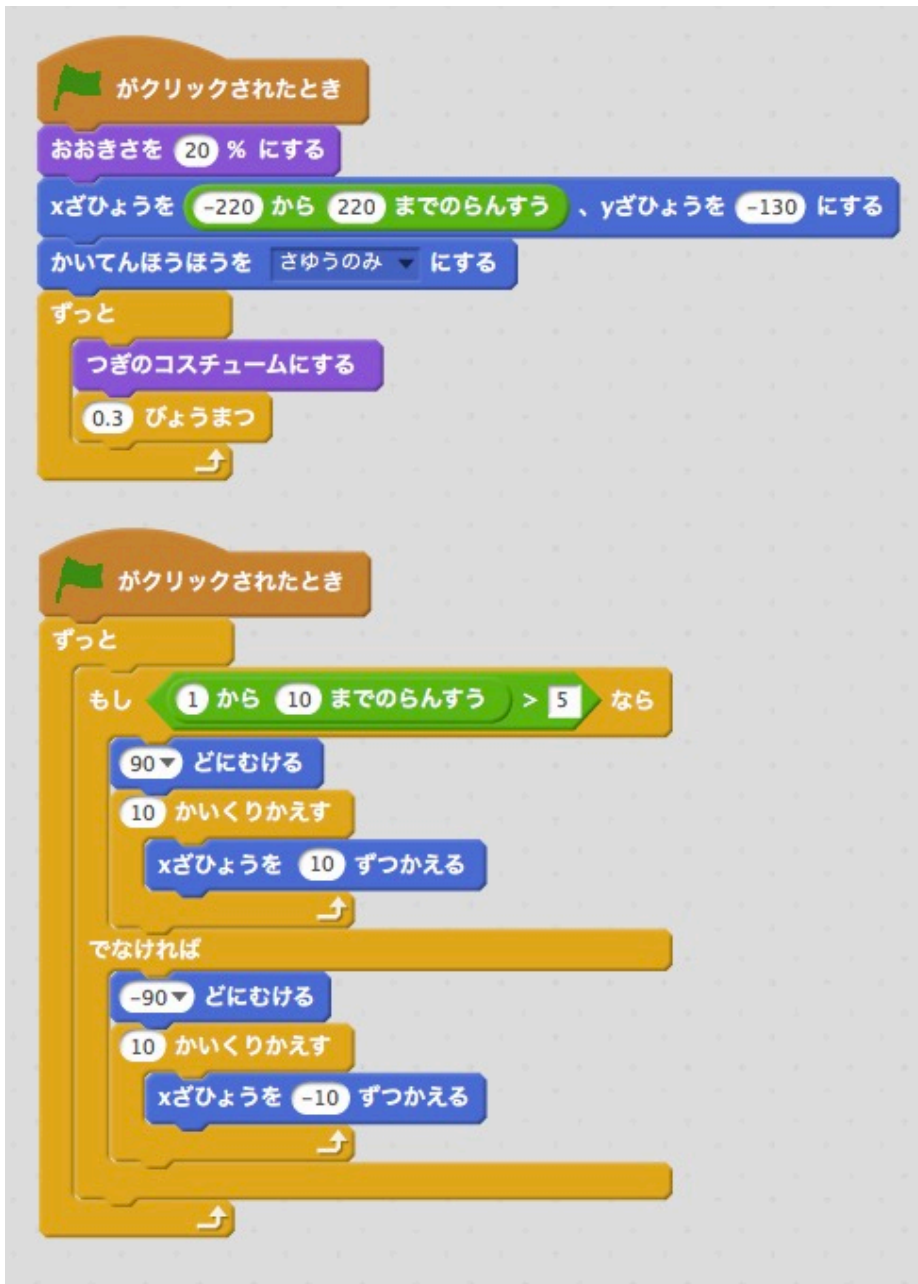 がクリックされたとき
おおきさを 20 % にする
xざひょうを -220 から 220 までのらんすう 、yざひょうを -130 にする
かいてんほうほうを さゆうのみ にする
ずっと
つぎのコスチュームにする
0.3 びょうまつ
がクリックされたとき
ずっと
もし 1 から 10 までのらんすう > 5 なら
90 どにむける
10 かいくりかえす
xざひょうを 10 ずつかえる
でなければ
-90 どにむける
10 かいくりかえす
xざひょうを -10 ずつかえる